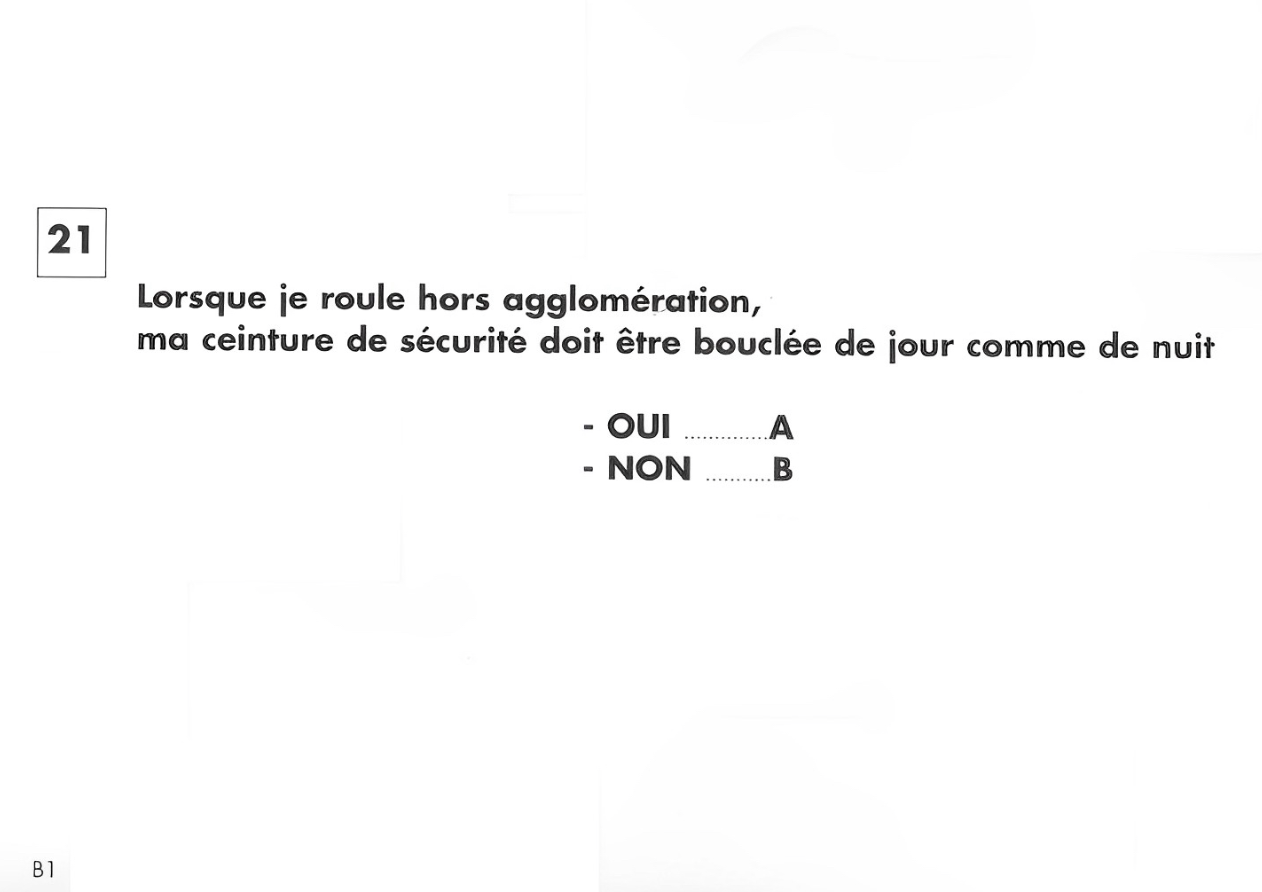 21
Lorsque je roule hors agglomération,
ma ceinture de sécurité doit être bouclée de jour comme de nuit
- OUI ..............A
- NON ...........B
B1